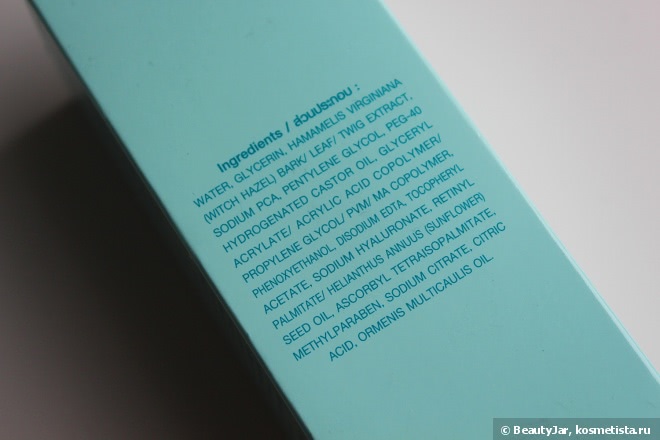 Ingredients / ส่วนประกอบ :
WATER, GLYCERIN, HAMAMELIS VIRGINIANA
(WITCH HAZEL) BARK/ LEAF/ TWIG EXTRACT,
SODIUM PCA, PENTYLENE GLYCOL, PEG-40
HYDROGENATED CASTOR OIL, GLYCERYL
ACRYLATE/ ACRYLIC ACID COPOLYMER/
PROPYLENE GLYCOL/ PVM/ MA COPOLYMER,
PHENOXYETHANOL, DISODIUM EDTA, TOCOPHERYL
ACETATE, SODIUM HYALURONATE, RETINYL
PALMITATE/ HELIANTHUS ANNUUS (SUNFLOWER)
SEED OIL, ASCORBYL TETRAISOPALMITATE,
METHYLPARABEN, SODIUM CITRATE, CITRIC
ACID, ORMENIS MULTICAULIS OIL
© BeautyJar, kosmetista.ru